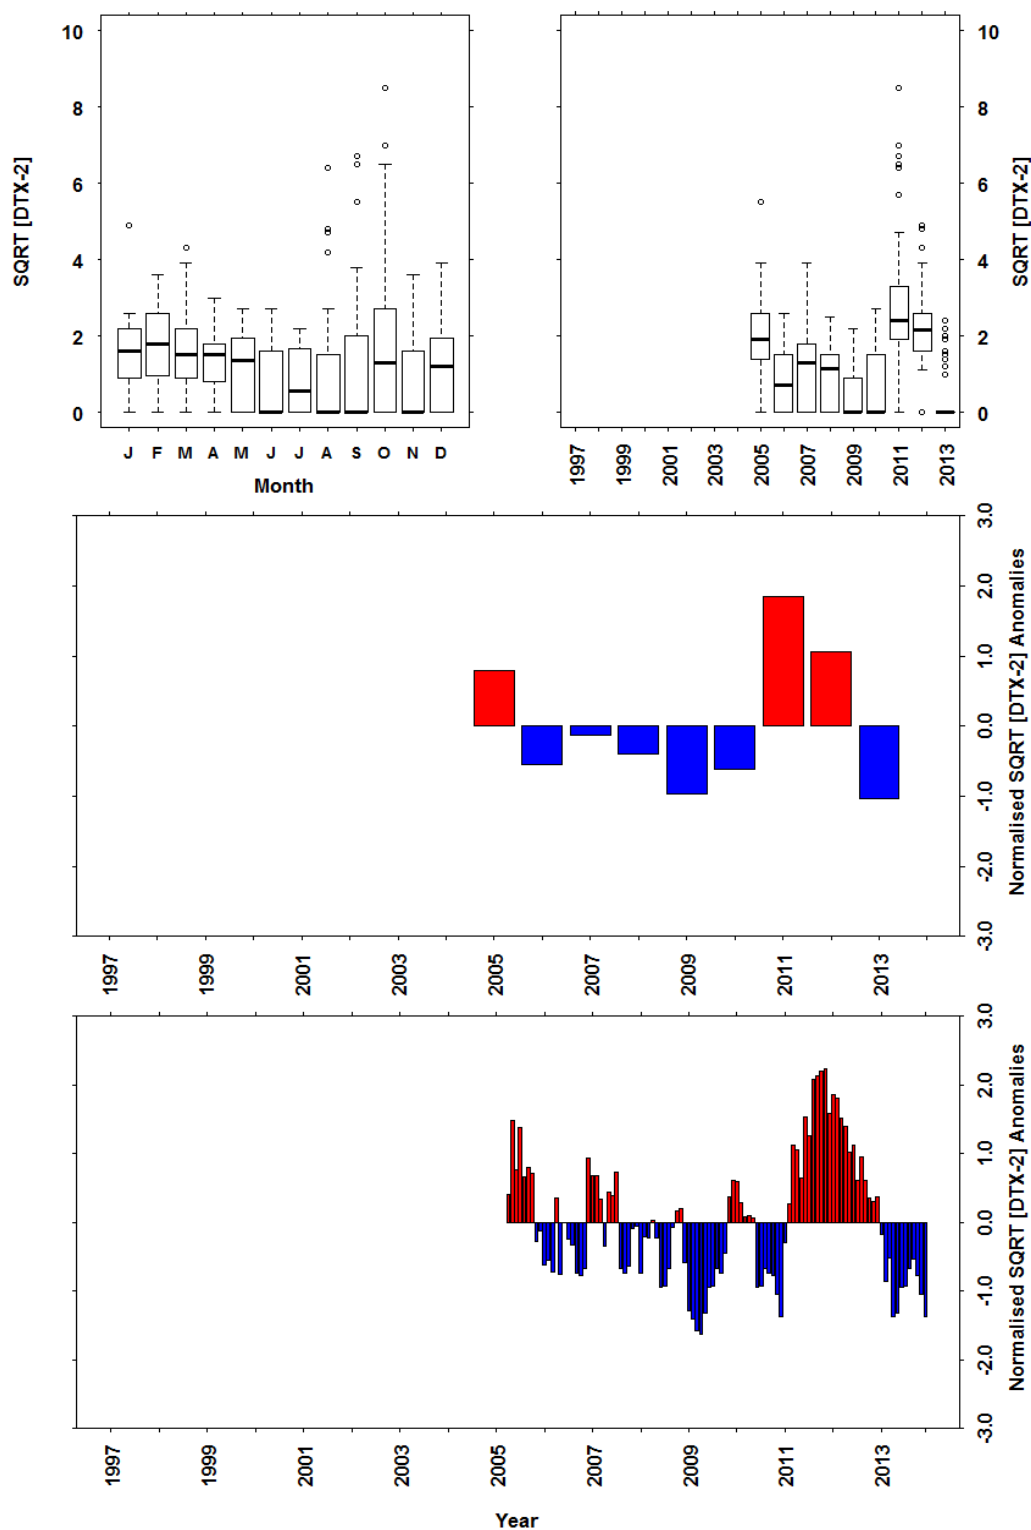 10
8
6
4
2
0
SQRT [DTX-2]
J F M A M J J A S O N D
Month
10
8
6
4
2
0
SQRT [DTX-2]
1997 1999 2001 2003 2005 2007 2009 2011 2013
3.0
2.0
1.0
0.0
-1.0
-2.0
-3.0
Normalised SQRT [DTX-2] Anomalies
1997 1999 2001 2003 2005 2007 2009 2011 2013
3.0
2.0
1.0
0.0
-1.0
-2.0
-3.0
Normalised SQRT [DTX-2] Anomalies
1997 1999 2001 2003 2005 2007 2009 2011 2013
Year